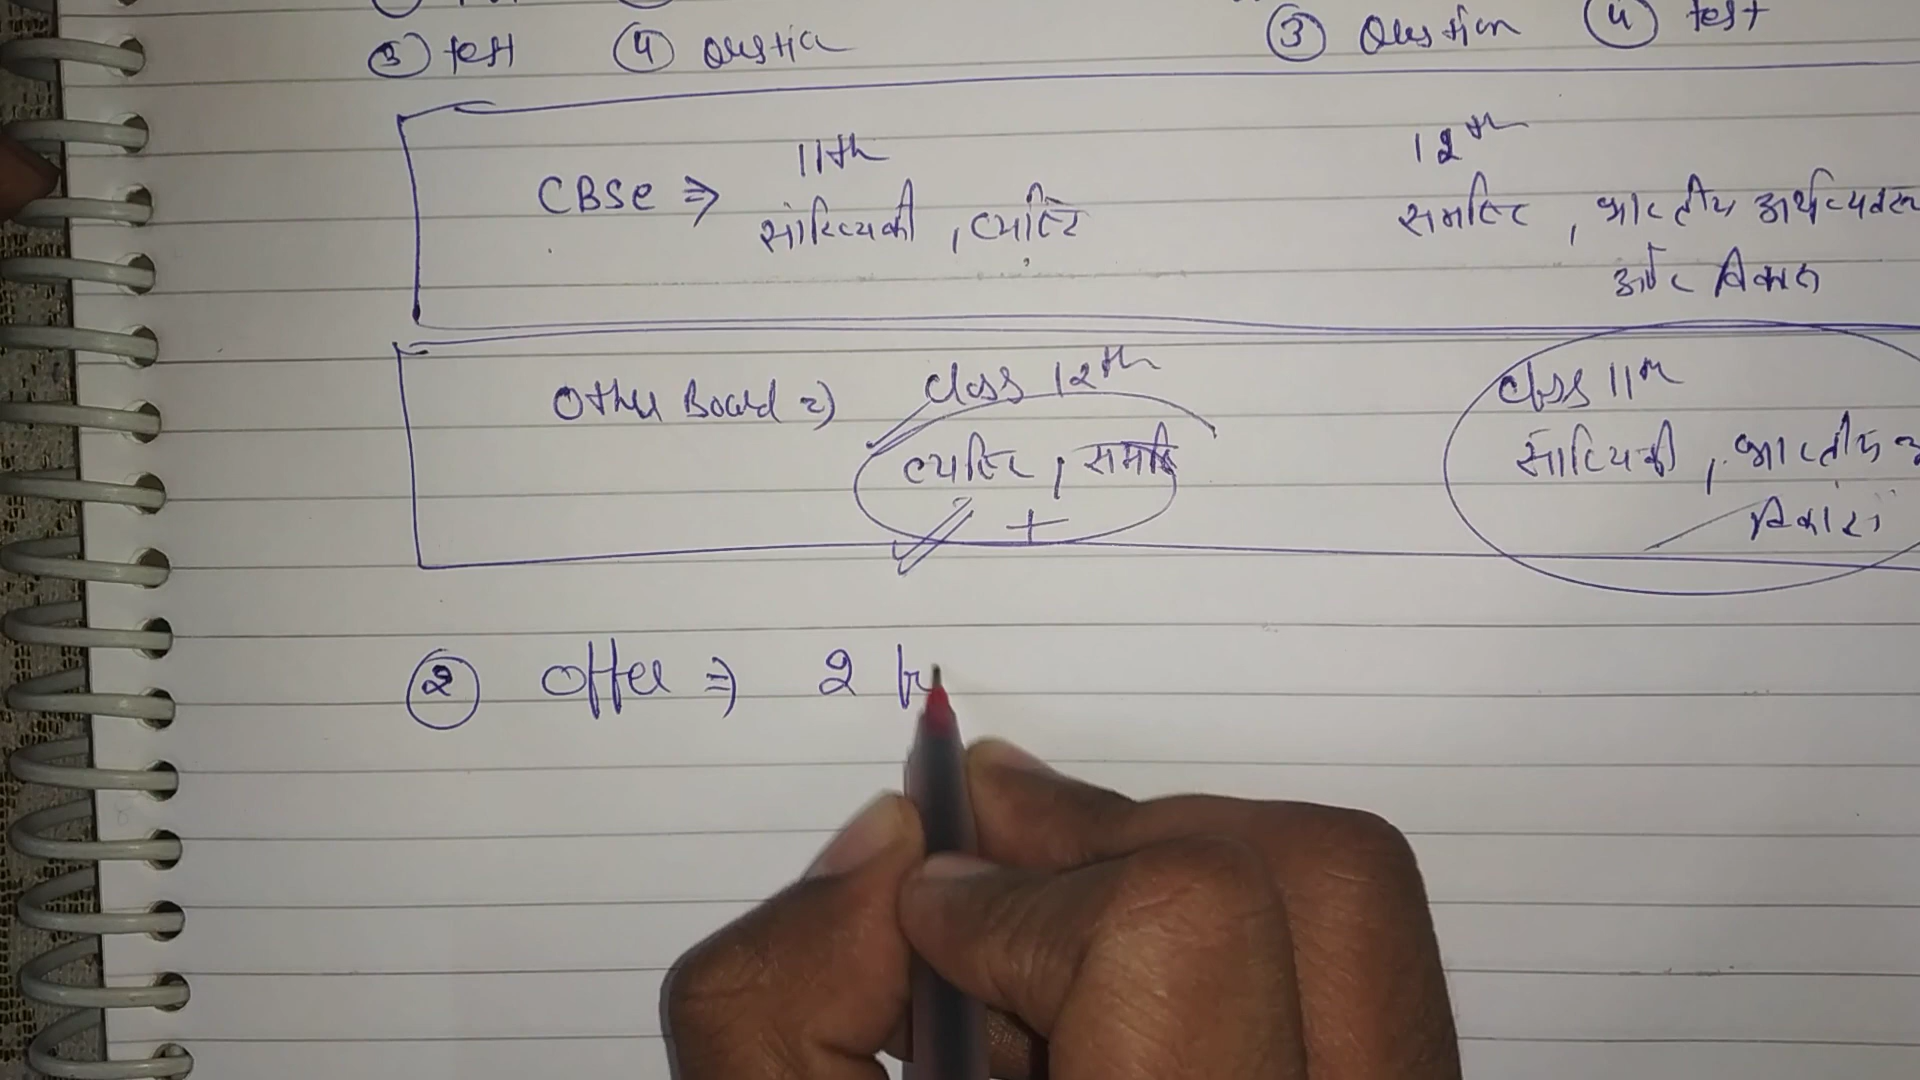 ③ test ④ Questio ③ Question ④ test
11th 12th
CBSE ⇒ सांख्यिकी , व्यष्टि समष्टि , भारतीय अर्थव्यवस्
और विकास
Other Board ⇒ class 12th class 11th
व्यष्टि , समष्टि सांख्यिकी , भारतीय
+ विकास
② Offer ⇒ 2